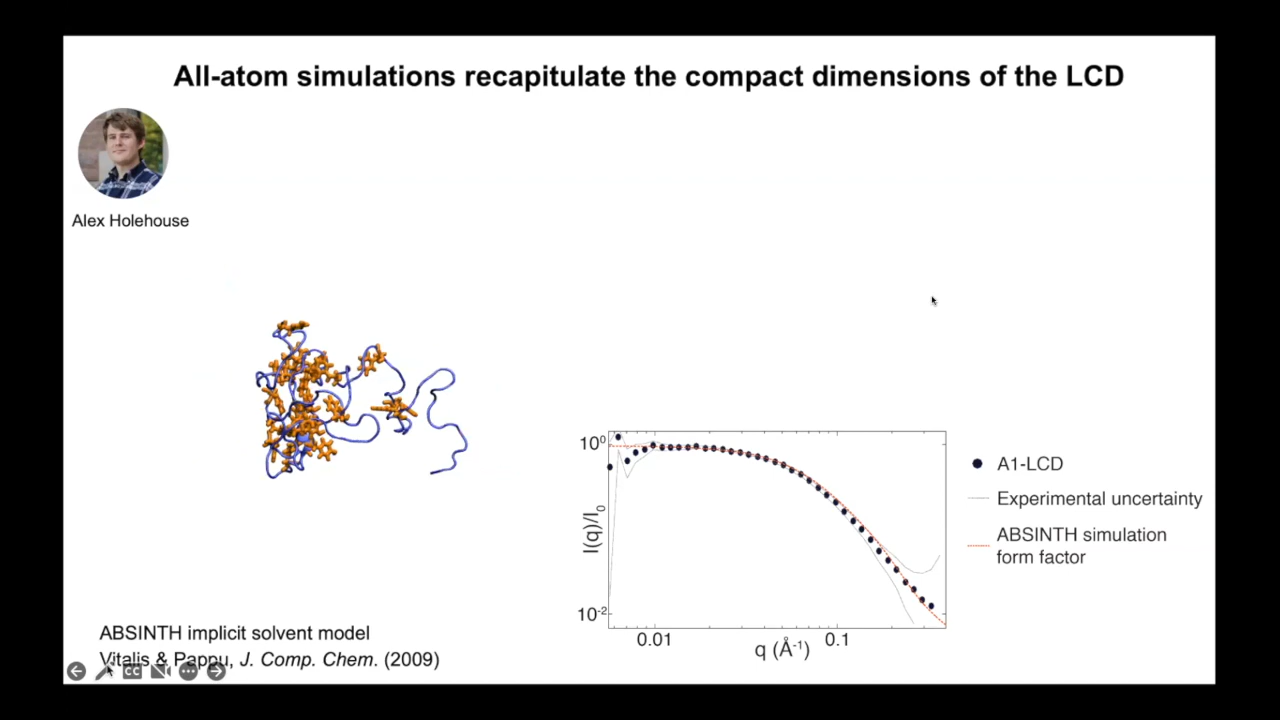 All-atom simulations recapitulate the compact dimensions of the LCD
Alex Holehouse
10⁰
I(q)/I₀
10⁻²
0.01
0.1
q (Å⁻¹)
A1-LCD
Experimental uncertainty
ABSINTH simulation
form factor
ABSINTH implicit solvent model
Vitalis & Pappu, J. Comp. Chem. (2009)
CC